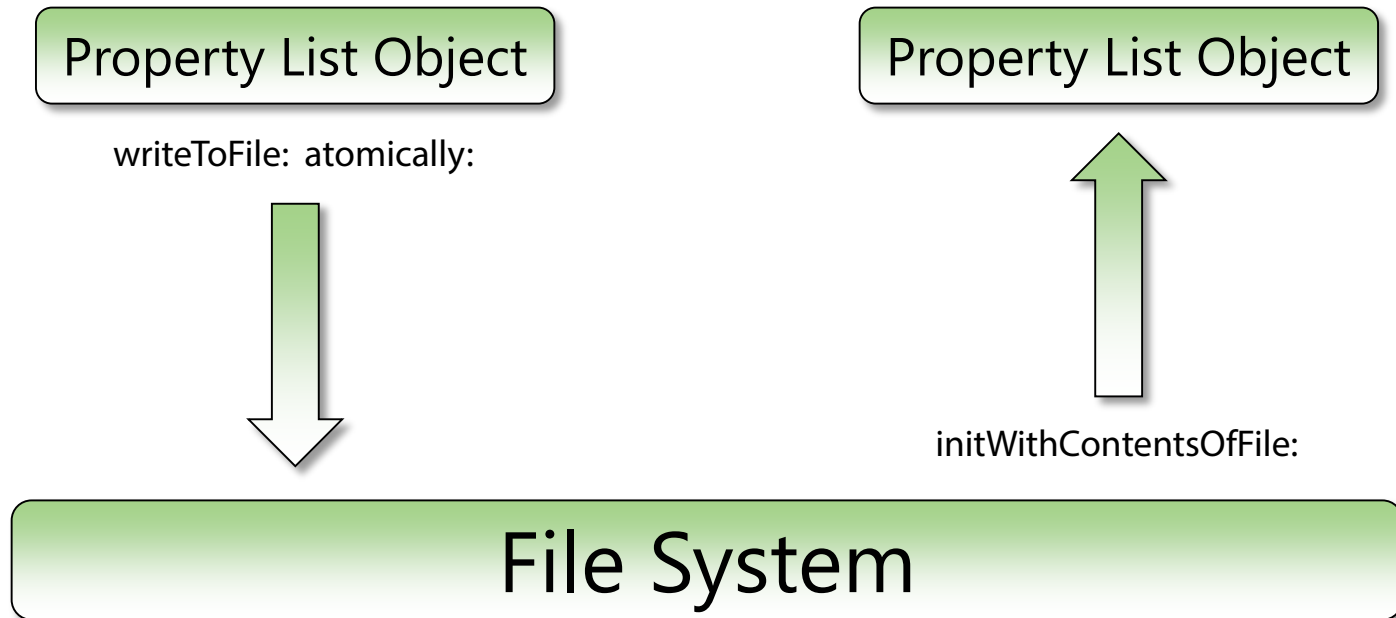 Property List Object
Property List Object
writeToFile: atomically:
initWithContentsOfFile:
File System